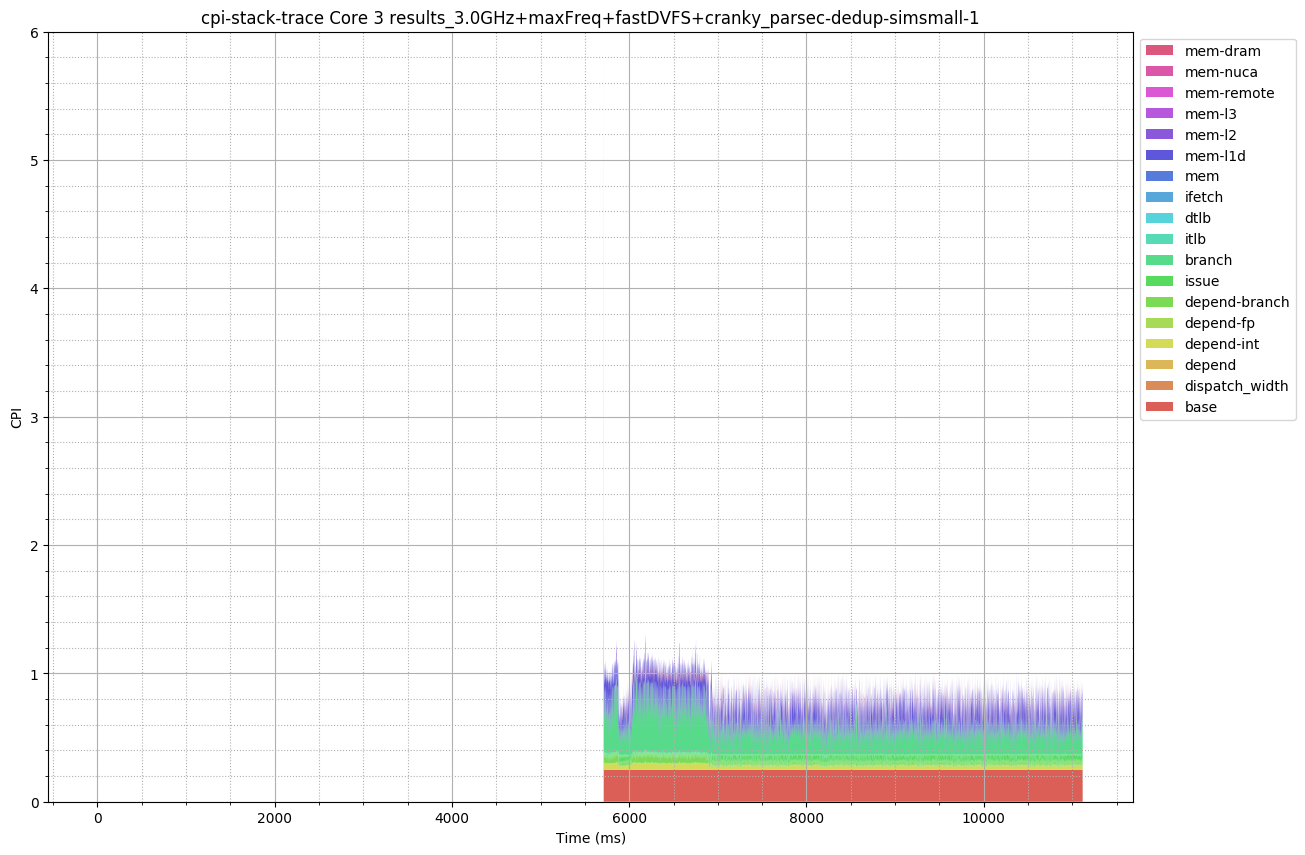 cpi-stack-trace Core 3 results_3.0GHz+maxFreq+fastDVFS+cranky_parsec-dedup-simsmall-1
6
5
4
3
2
1
0
CPI
0 2000 4000 6000 8000 10000
Time (ms)
mem-dram
mem-nuca
mem-remote
mem-l3
mem-l2
mem-l1d
mem
ifetch
dtlb
itlb
branch
issue
depend-branch
depend-fp
depend-int
depend
dispatch_width
base